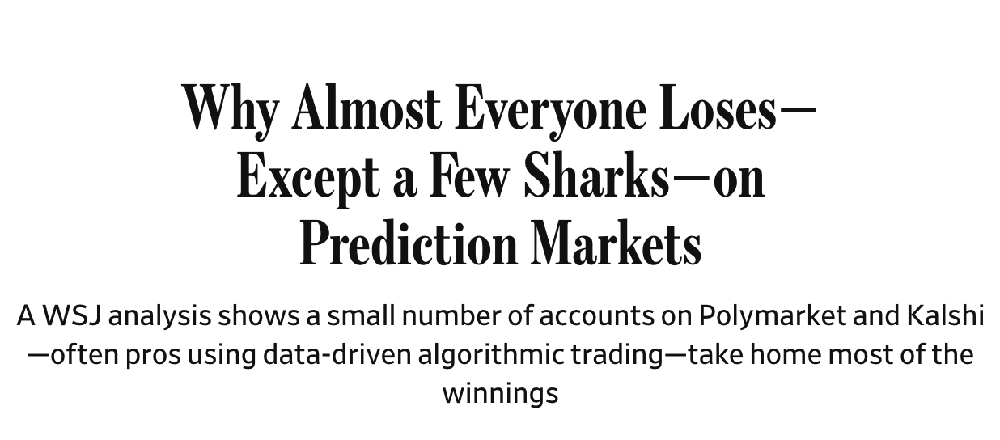 Why Almost Everyone Loses—
Except a Few Sharks—on
Prediction Markets
A WSJ analysis shows a small number of accounts on Polymarket and Kalshi
—often pros using data-driven algorithmic trading—take home most of the
winnings